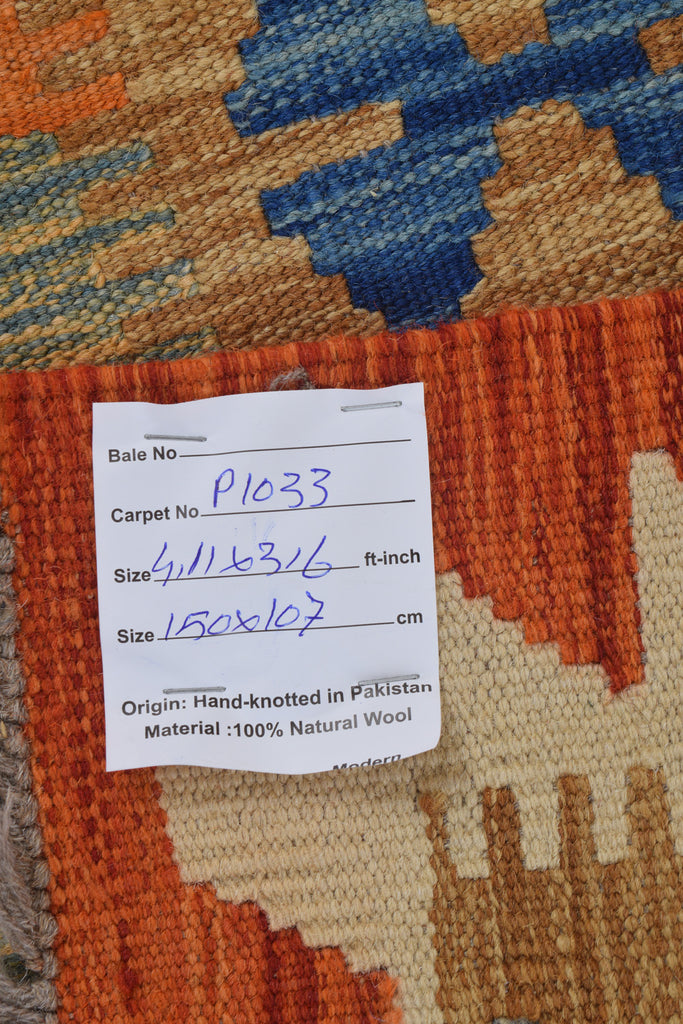 Bale No
Carpet No P1033
Size 4,11x3,6 ft-inch
Size 150x107 cm
Origin: Hand-knotted in Pakistan
Material :100% Natural Wool
Modern